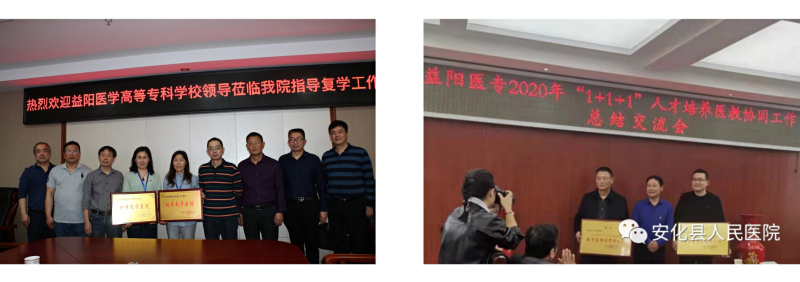 热烈欢迎益阳医学高等专科学校领导莅临我院指导复学工作
益阳医专2020年“1+1+1”人才培养医教协同工作
总结交流会
安化县人民医院